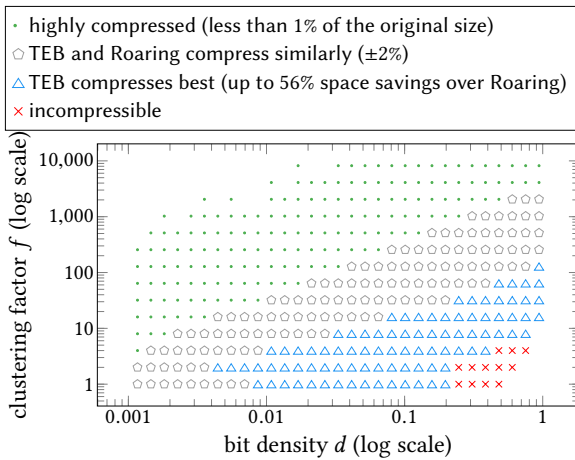 highly compressed (less than 1% of the original size)
TEB and Roaring compress similarly (±2%)
TEB compresses best (up to 56% space savings over Roaring)
incompressible
clustering factor f (log scale)
10,000
1,000
100
10
1
0.001
0.01
0.1
1
bit density d (log scale)